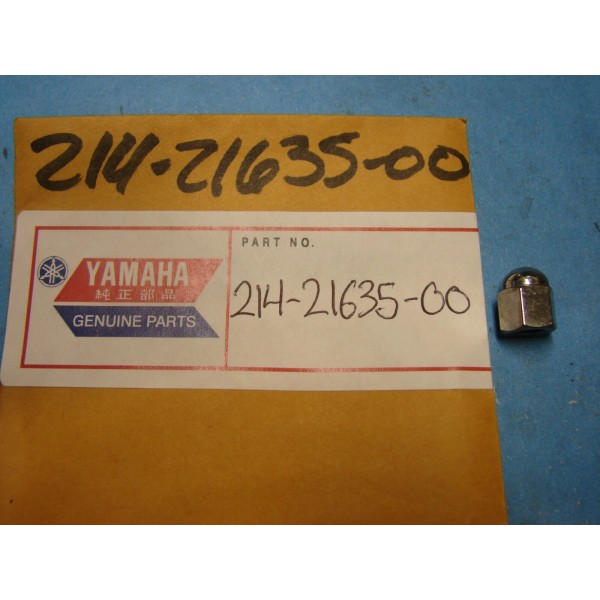 214-21635-00
PART NO.
YAMAHA
純正部品
GENUINE PARTS
214-21635-00